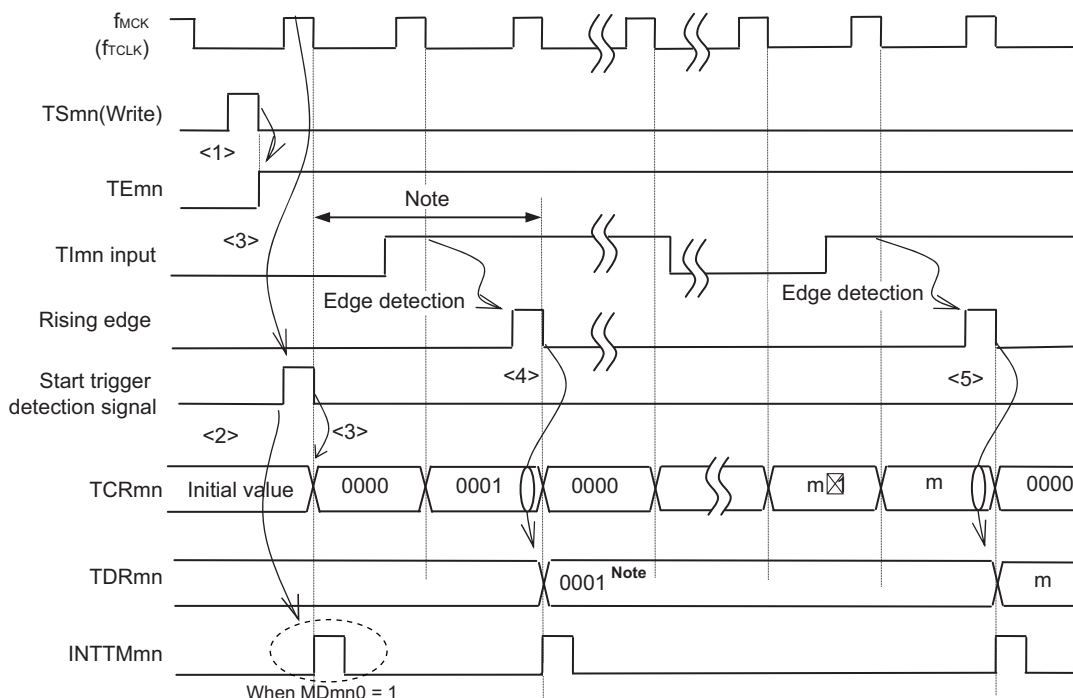 fMCK
(fTCLK)
TSmn(Write)
<1>
TEmn
Note
<3>
TImn input
Edge detection
Edge detection
Rising edge
<4>
<5>
Start trigger
detection signal
<2>
<3>
TCRmn
Initial value
0000
0001
0000
m☒1
m
0000
TDRmn
0001 Note
m
INTTMmn
When MDmn0 = 1